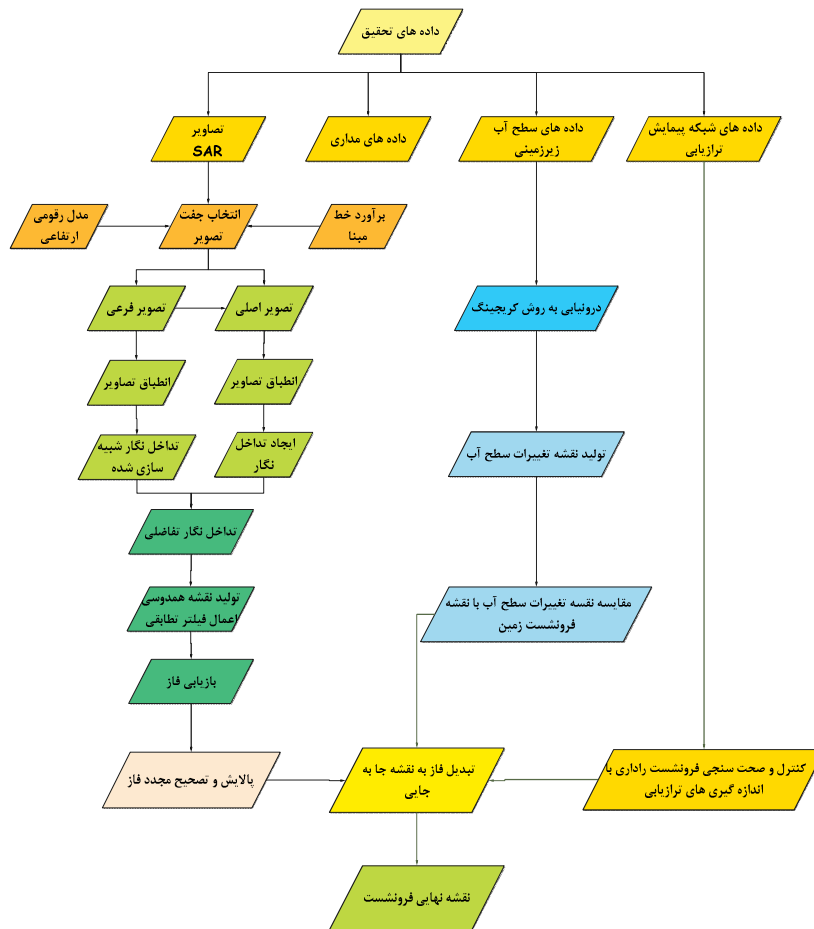 داده های تحقیق
تصاویر
SAR
داده های مداری
داده های سطح آب
زیرزمینی
داده های شبکه پیمایش
ترازیابی
مدل رقومی
ارتفاعی
انتخاب جفت
تصویر
برآورد خط
مبنا
تصویر فرعی
تصویر اصلی
درونیابی به روش کریجینگ
انطباق تصاویر
انطباق تصاویر
تداخل نگار شبیه
سازی شده
ایجاد تداخل
نگار
تولید نقشه تغییرات سطح آب
تداخل نگار تفاضلی
تولید نقشه همدوسی
اعمال فیلتر تطابقی
مقایسه نقسه تغییرات سطح آب با نقشه
فرونشست زمین
بازیابی فاز
پالایش و تصحیح مجدد فاز
تبدیل فاز به نقشه جا به
جایی
کنترل و صحت سنجی فرونشست راداری با
اندازه گیری های ترازیابی
نقشه نهایی فرونشست